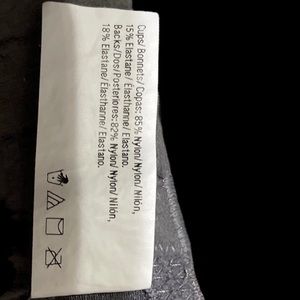 Cups/ Bonnets/ Copas: 85% Nylon/ Nylon/ Nilón,
15% Elastane/ Elasthanne/ Elastano.
Backs/Dos/Posteriores: 82% Nylon/ Nylon/ Nilón,
18% Elastane/ Elasthanne/ Elastano.